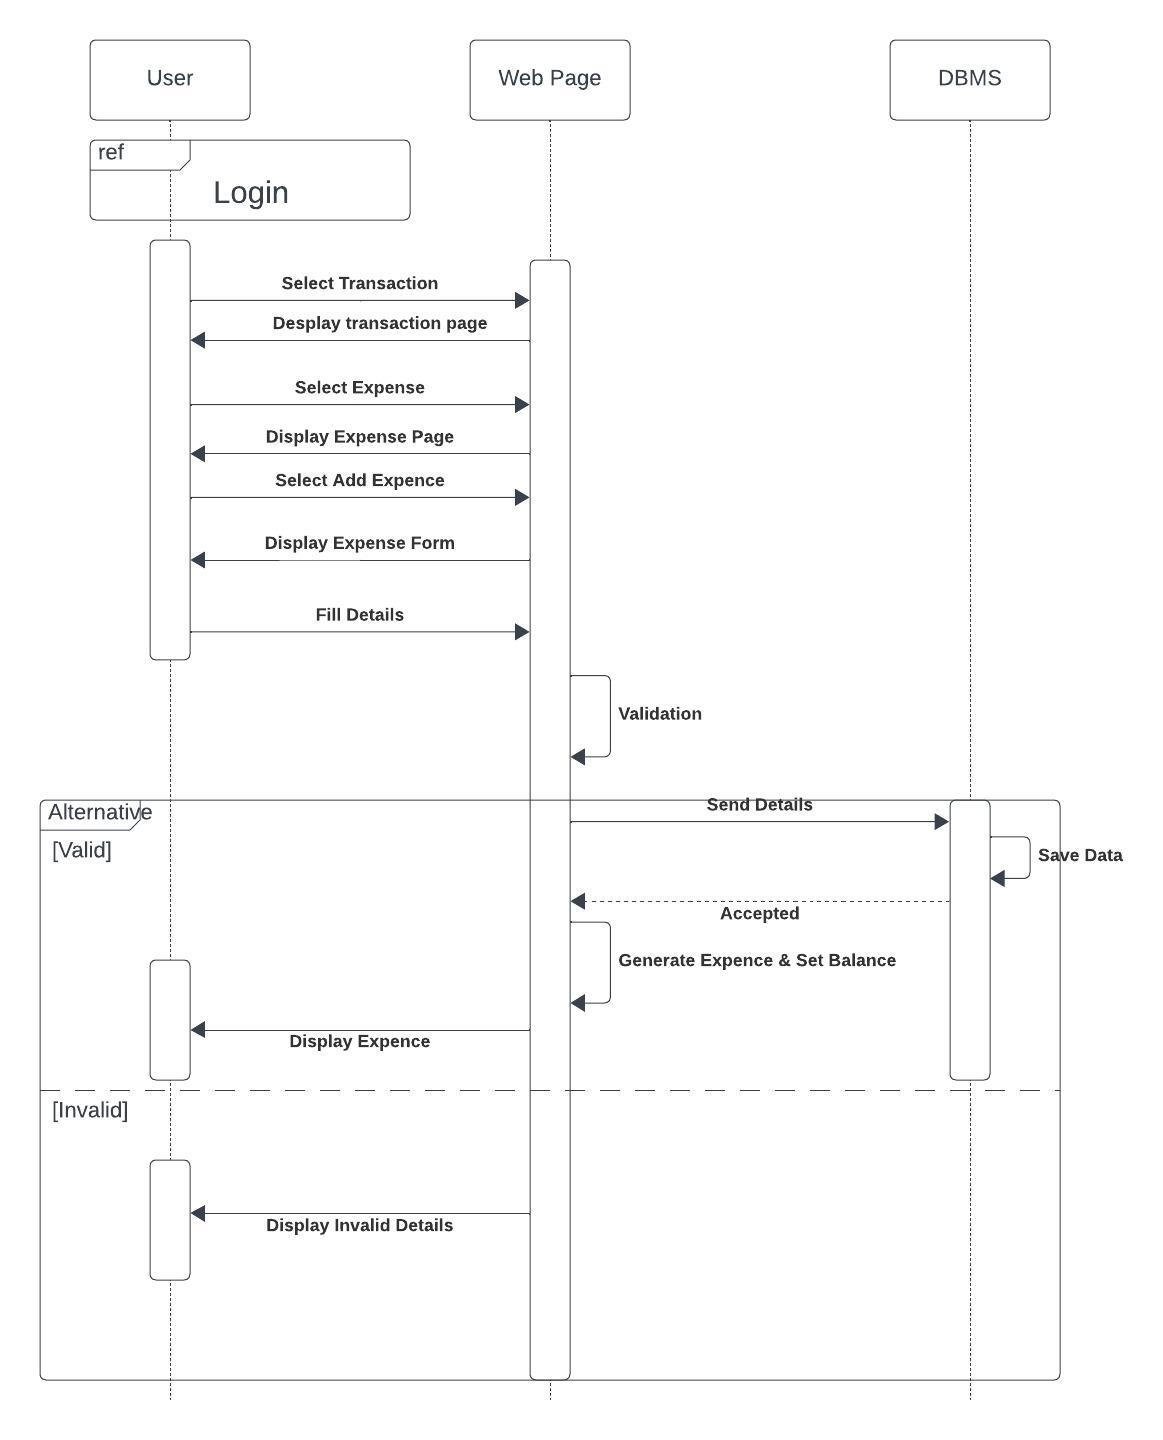 User
Web Page
DBMS
ref
Login
Select Transaction
Desplay transaction page
Select Expense
Display Expense Page
Select Add Expence
Display Expense Form
Fill Details
Validation
Alternative
Send Details
[Valid]
Save Data
Accepted
Generate Expence & Set Balance
Display Expence
[Invalid]
Display Invalid Details